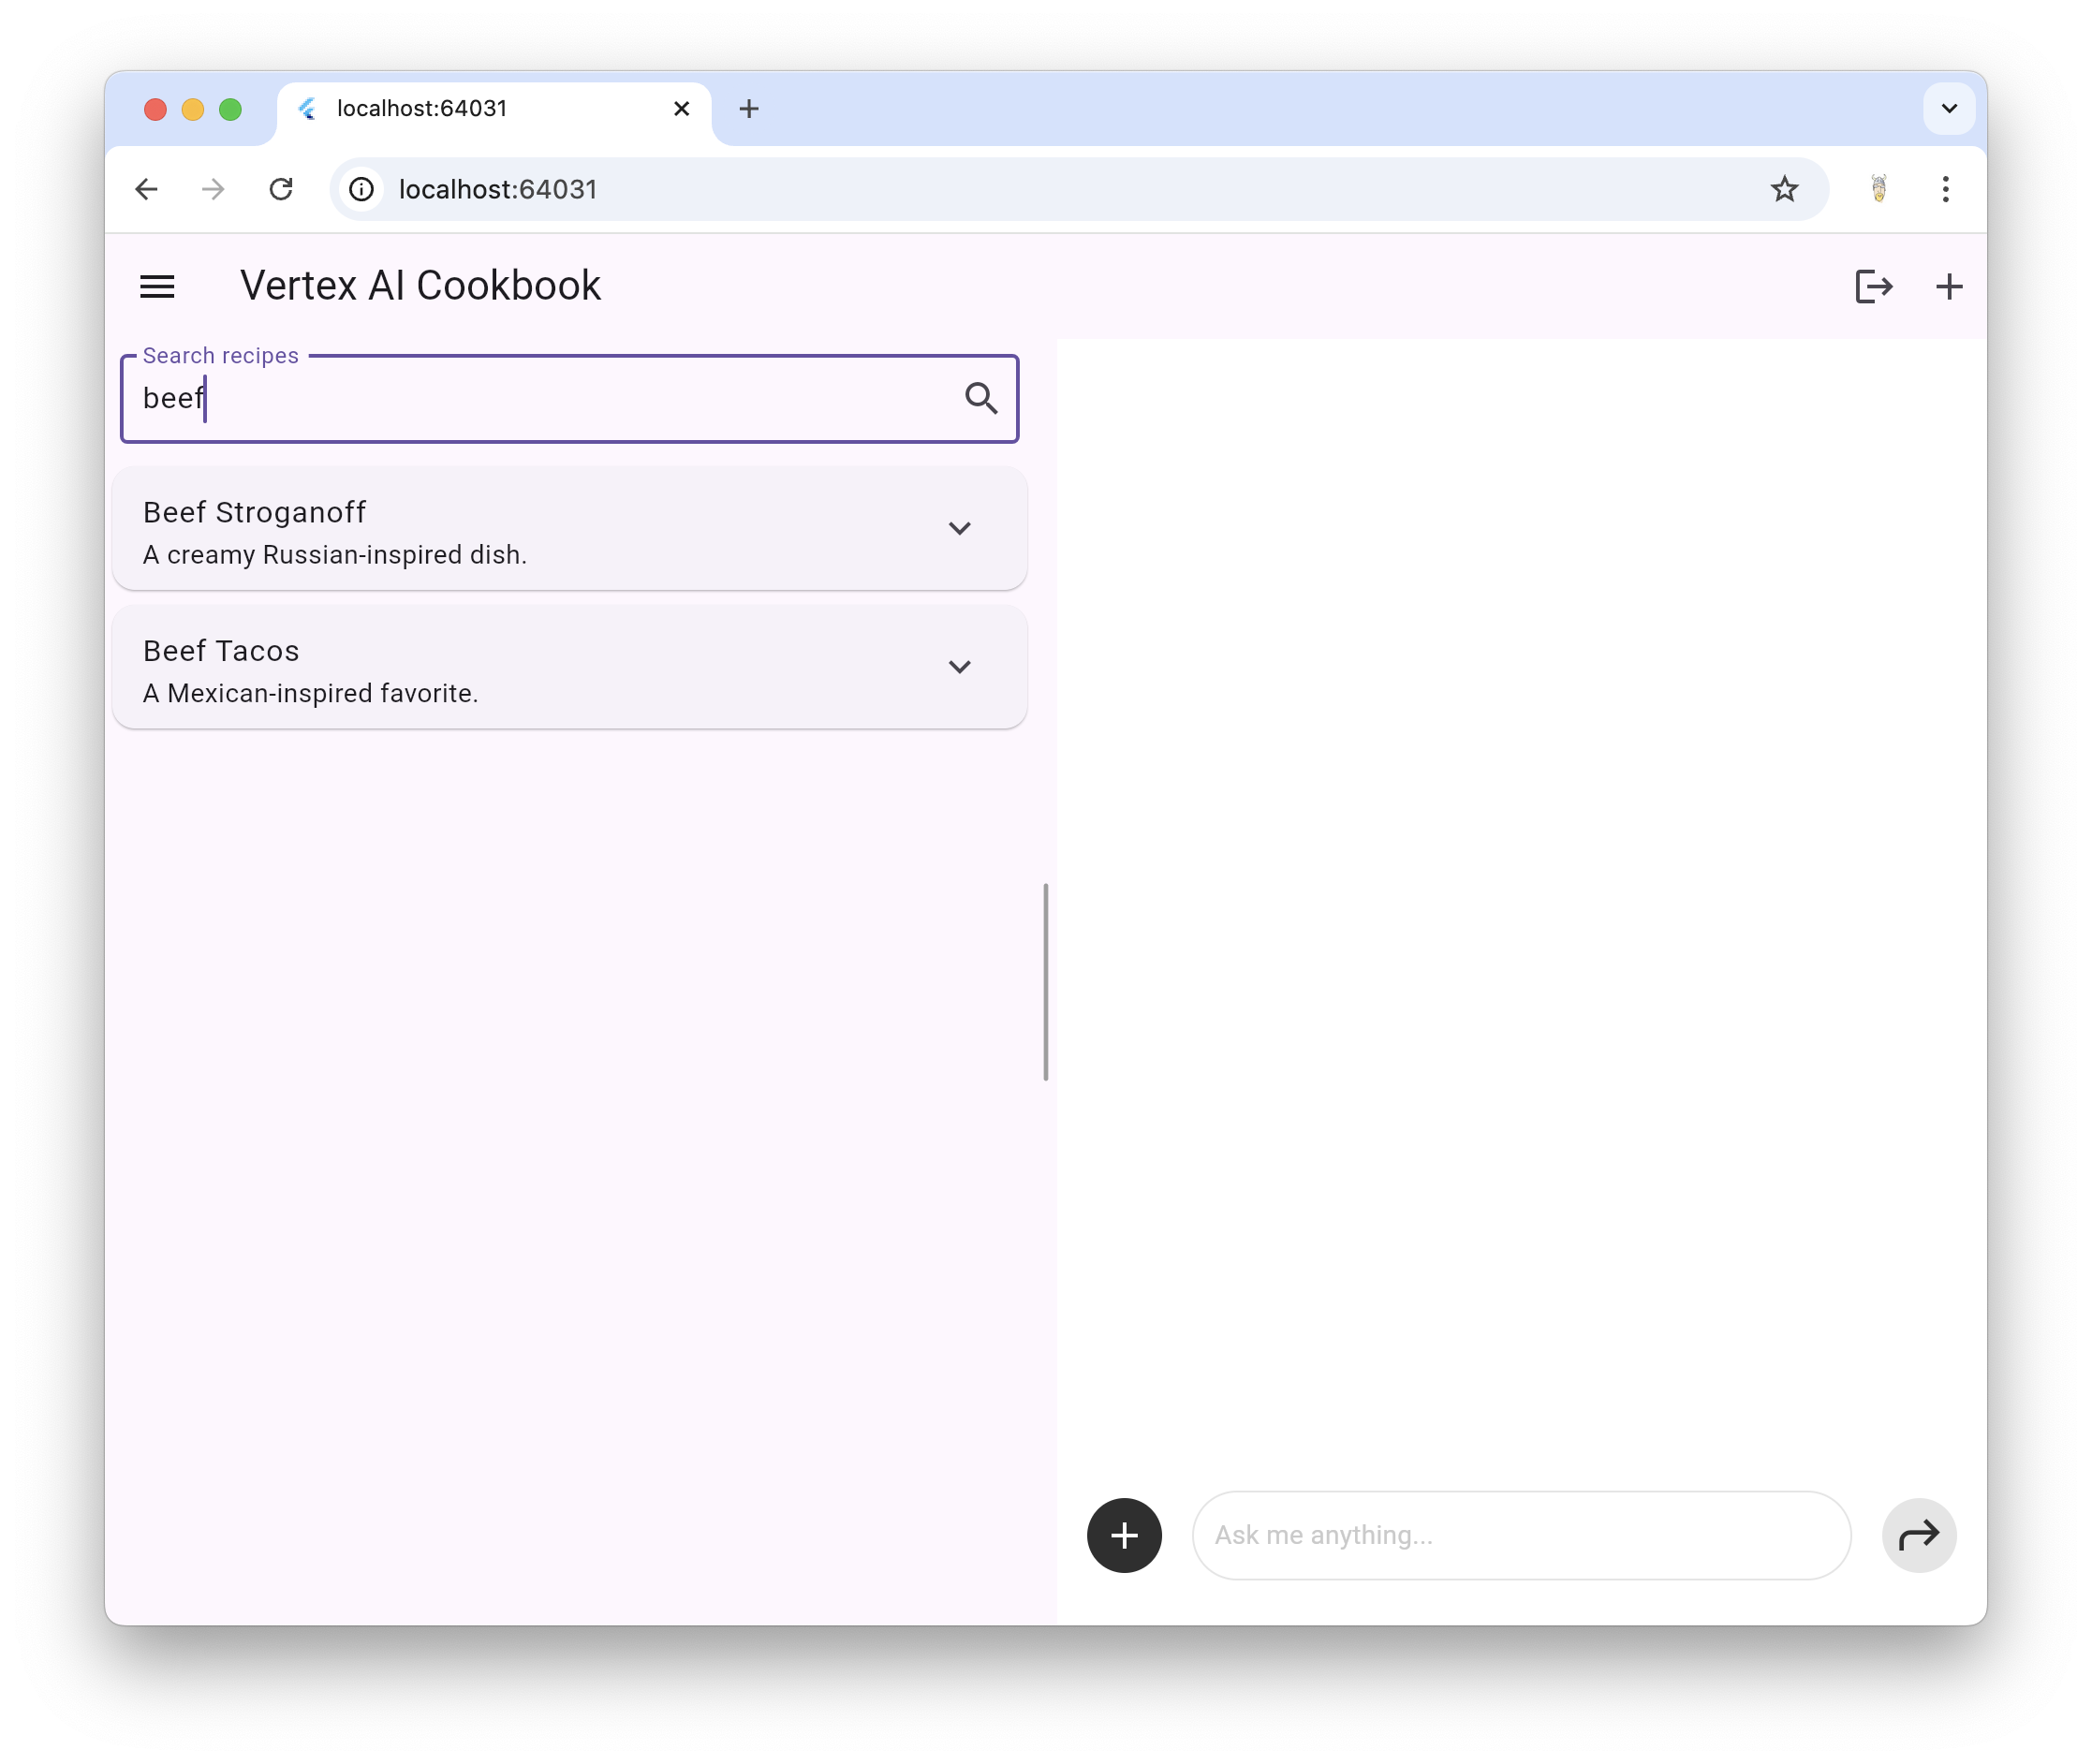 localhost:64031
localhost:64031
Vertex AI Cookbook
Search recipes
beef
Beef Stroganoff
A creamy Russian-inspired dish.
Beef Tacos
A Mexican-inspired favorite.
Ask me anything...